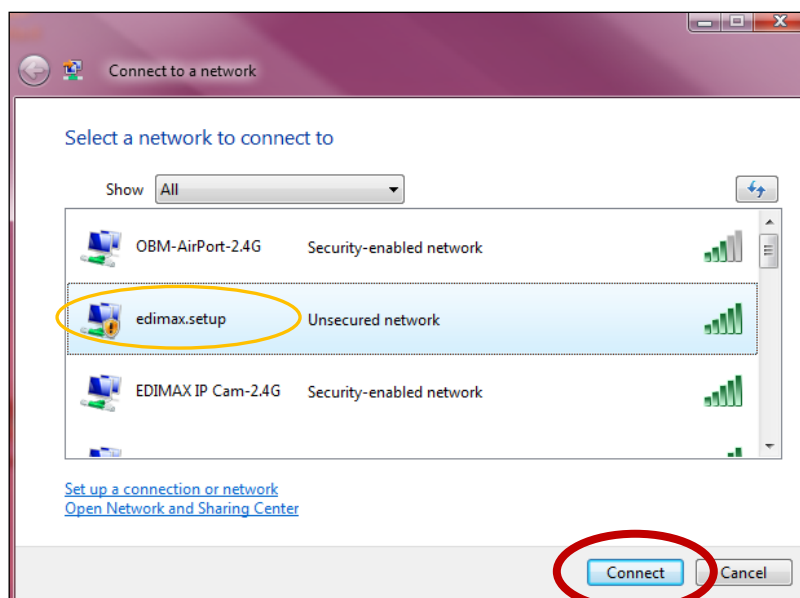 Connect to a network
Select a network to connect to
Show All
OBM-AirPort-2.4G Security-enabled network
edimax.setup Unsecured network
EDIMAX IP Cam-2.4G Security-enabled network
Set up a connection or network
Open Network and Sharing Center
Connect Cancel